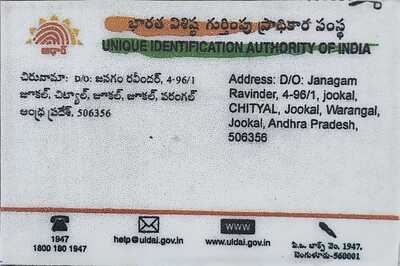 భారత విశిష్ట గుర్తింపు ప్రాధికార సంస్థ
UNIQUE IDENTIFICATION AUTHORITY OF INDIA
ఆధార్
చిరునామా: D/O: జనగం రవీందర్, 4-96/1
జూకల్, చిట్యాల్, జూకల్, జూకల్, వరంగల్
ఆంధ్ర ప్రదేశ్, 506356
Address: D/O: Janagam
Ravinder, 4-96/1, jookal,
CHITYAL, Jookal, Warangal,
Jookal, Andhra Pradesh,
506356
1947
1800 180 1947
help@uidai.gov.in
WWW
www.uidai.gov.in
పి.ఒ. బాక్స్ నెం. 1947.
బెంగుళూరు-560001